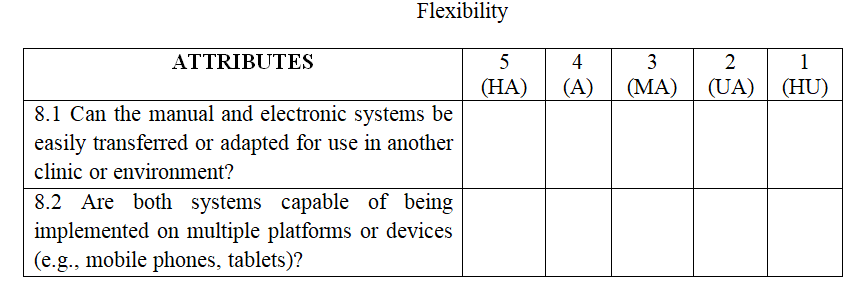 Flexibility
ATTRIBUTES 5 4 3 2 1
(HA) (A) (MA) (UA) (HU)
8.1 Can the manual and electronic systems be
easily transferred or adapted for use in another
clinic or environment?
8.2 Are both systems capable of being
implemented on multiple platforms or devices
(e.g., mobile phones, tablets)?